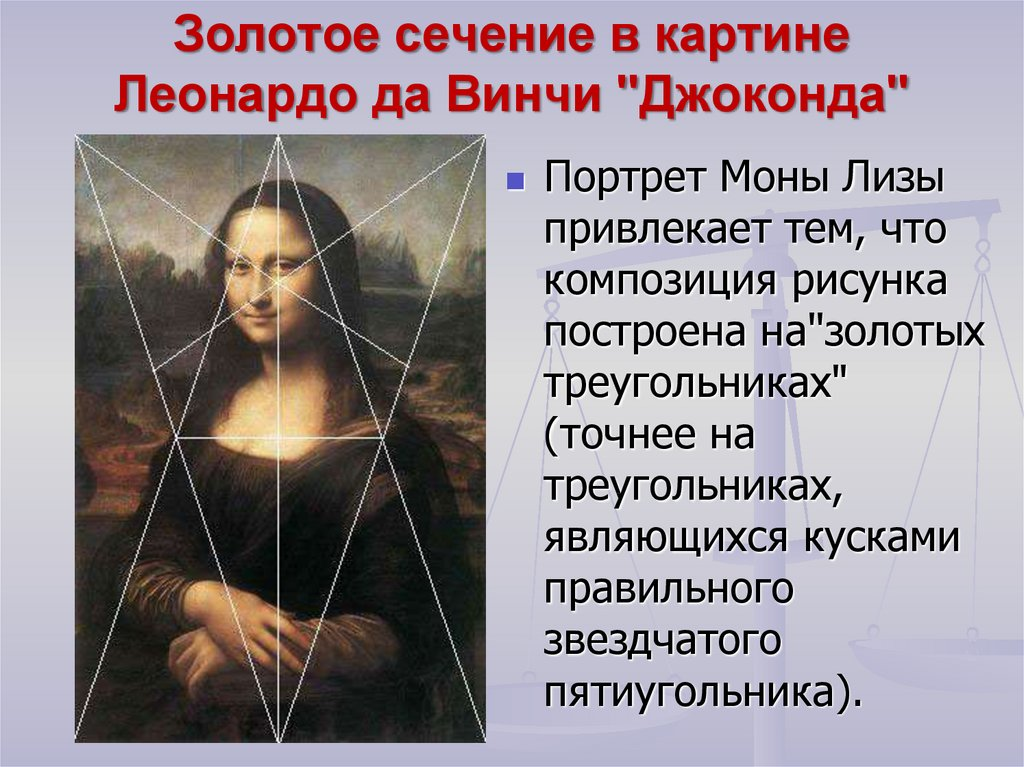 Золотое сечение в картине
Леонардо да Винчи "Джоконда"
Портрет Моны Лизы
привлекает тем, что
композиция рисунка
построена на"золотых
треугольниках"
(точнее на
треугольниках,
являющихся кусками
правильного
звездчатого
пятиугольника).